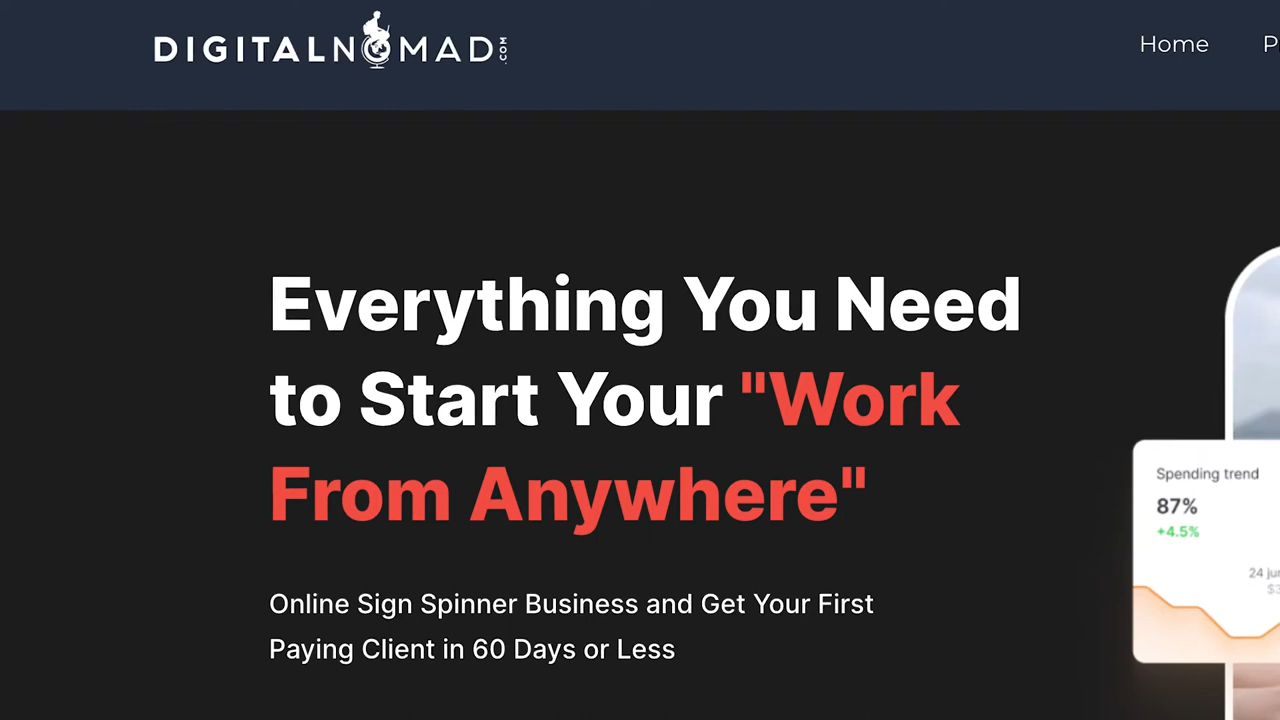 DIGITALNOMAD.COM
Home
Everything You Need
to Start Your "Work
From Anywhere"
Online Sign Spinner Business and Get Your First
Paying Client in 60 Days or Less
Spending trend
87%
+4.5%
24